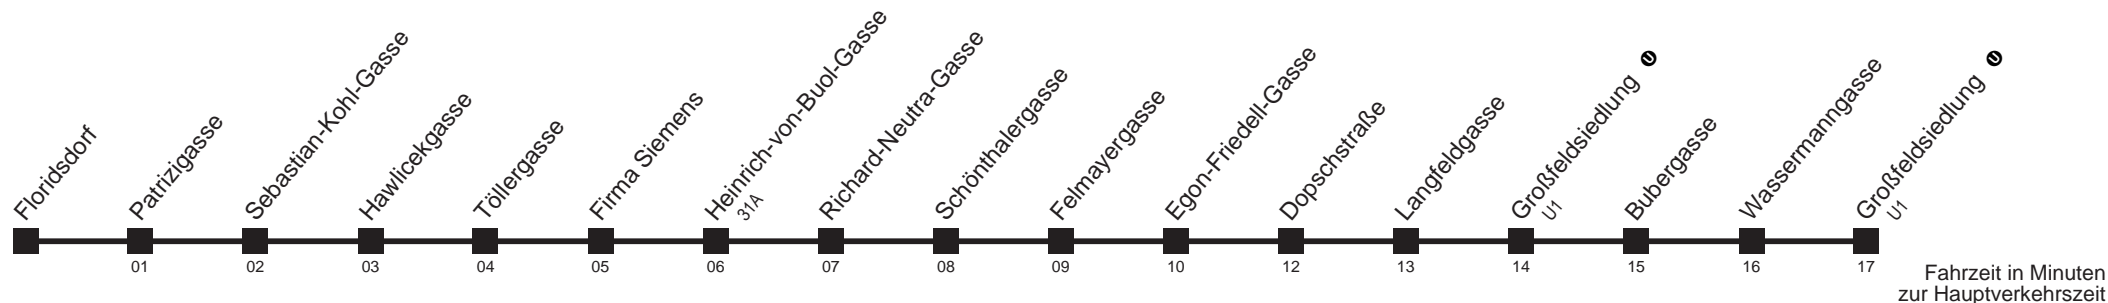 Floridsdorf
Patrizigasse
01
Sebastian-Kohl-Gasse
02
Hawlicekgasse
03
Töllergasse
04
Firma Siemens
05
Heinrich-von-Buol-Gasse
31A
06
Richard-Neutra-Gasse
07
Schönthalergasse
08
Felmayergasse
09
Egon-Friedell-Gasse
10
Dopschstraße
12
Langfeldgasse
13
Großfeldsiedlung U
U1
14
Bubergasse
15
Wassermanngasse
16
Großfeldsiedlung U
U1
17
Fahrzeit in Minuten
zur Hauptverkehrszeit